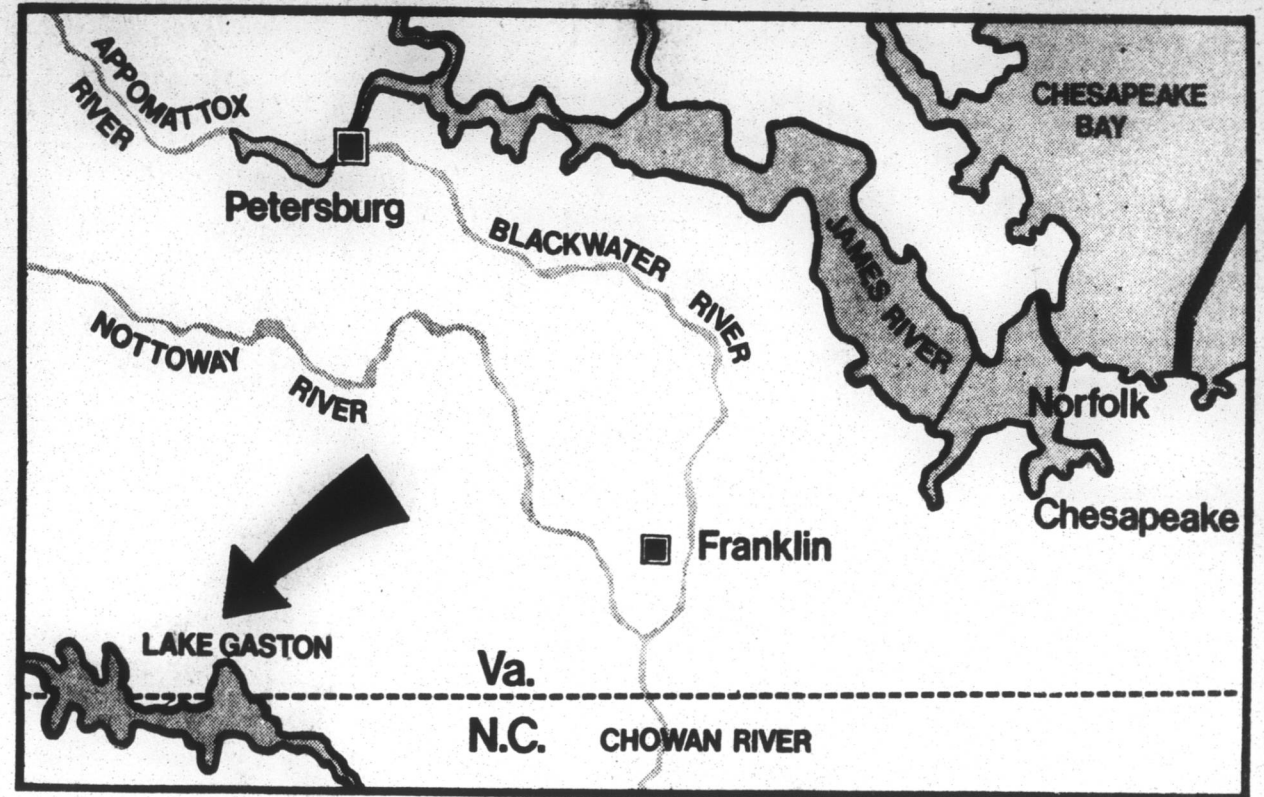 APPOMATTOX
RIVER
CHESAPEAKE
BAY
Petersburg
BLACKWATER
RIVER
JAMES RIVER
NOTTOWAY
RIVER
Norfolk
Chesapeake
Franklin
LAKE GASTON
Va.
N.C.
CHOWAN RIVER